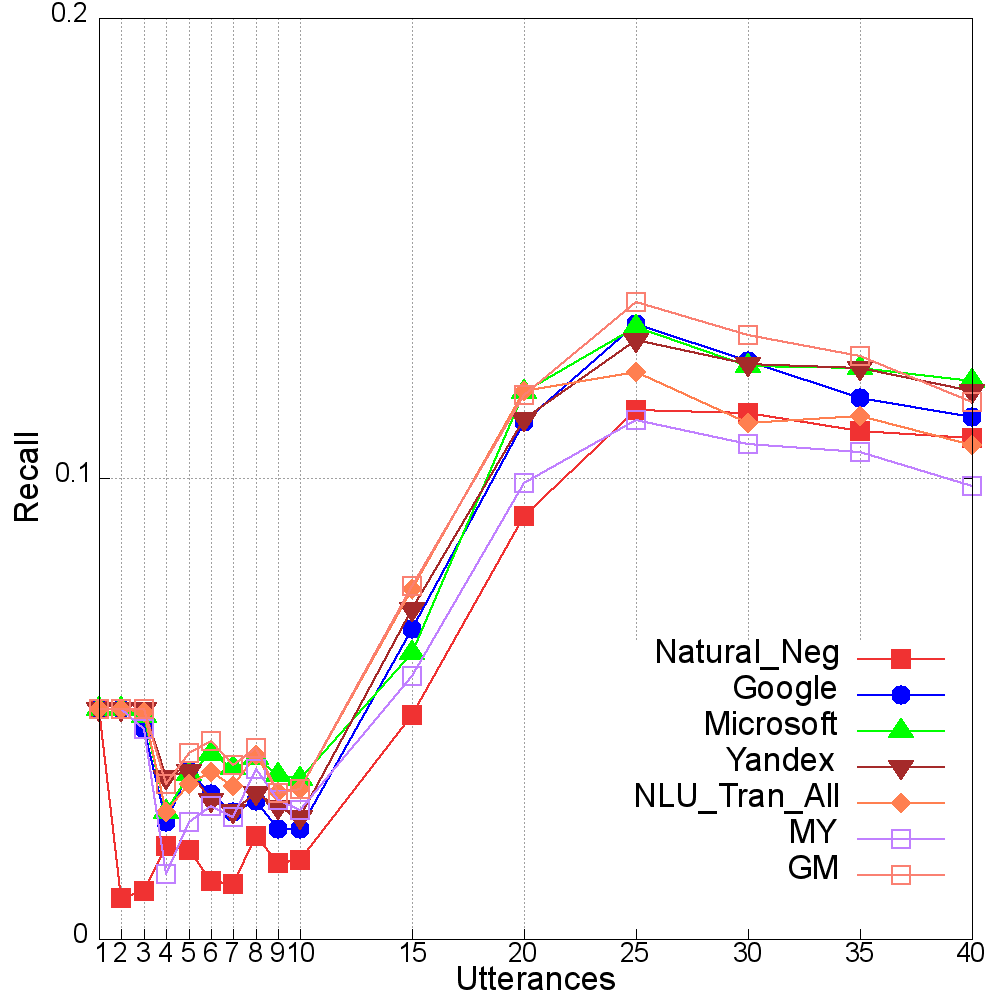 0.2
0.1
0
Recall
Natural_Neg
Google
Microsoft
Yandex
NLU_Tran_All
MY
GM
1 2 3 4 5 6 7 8 9 10 15 20 25 30 35 40
Utterances